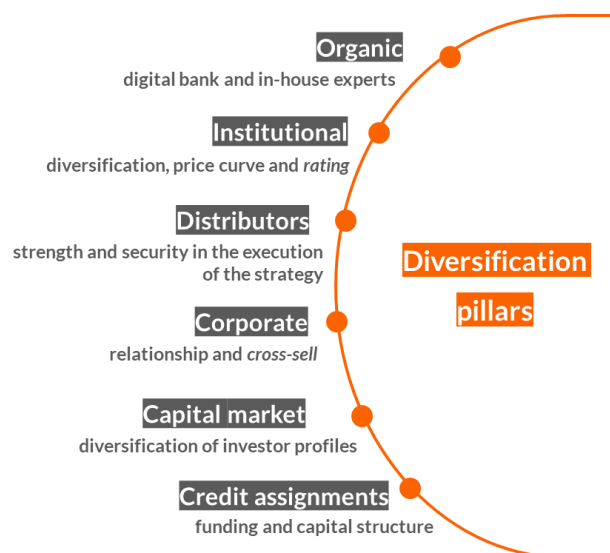 Organic
digital bank and in-house experts
Institutional
diversification, price curve and rating
Distributors
strength and security in the execution
of the strategy
Diversification
pillars
Corporate
relationship and cross-sell
Capital market
diversification of investor profiles
Credit assignments
funding and capital structure